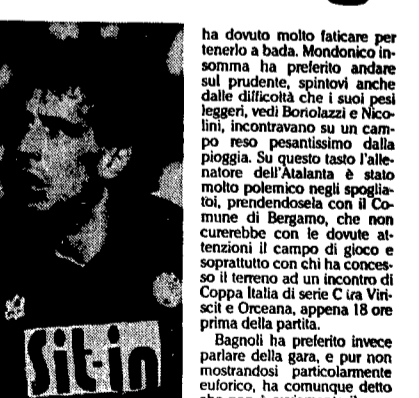 Sit-in
ha dovuto molto faticare per
tenerlo a bada. Mondonico in-
somma ha preferito andare
sul prudente, spintovi anche
dalle difficoltà che i suoi pesi
leggeri, vedi Bortolazzi e Nico-
lini, incontravano su un cam-
po reso pesantissimo dalla
pioggia. Su questo tasto l'alle-
natore dell'Atalanta è stato
molto polemico negli spoglia-
toi, prendendosela con il Co-
mune di Bergamo, che non
curerebbe con le dovute at-
tenzioni il campo di gioco e
soprattutto con chi ha conces-
so il terreno ad un incontro di
Coppa Italia di serie C tra Viri-
scit e Orceana, appena 18 ore
prima della partita.
Bagnoli ha preferito invece
parlare della gara, e pur non
mostrandosi particolarmente
euforico, ha comunque detto